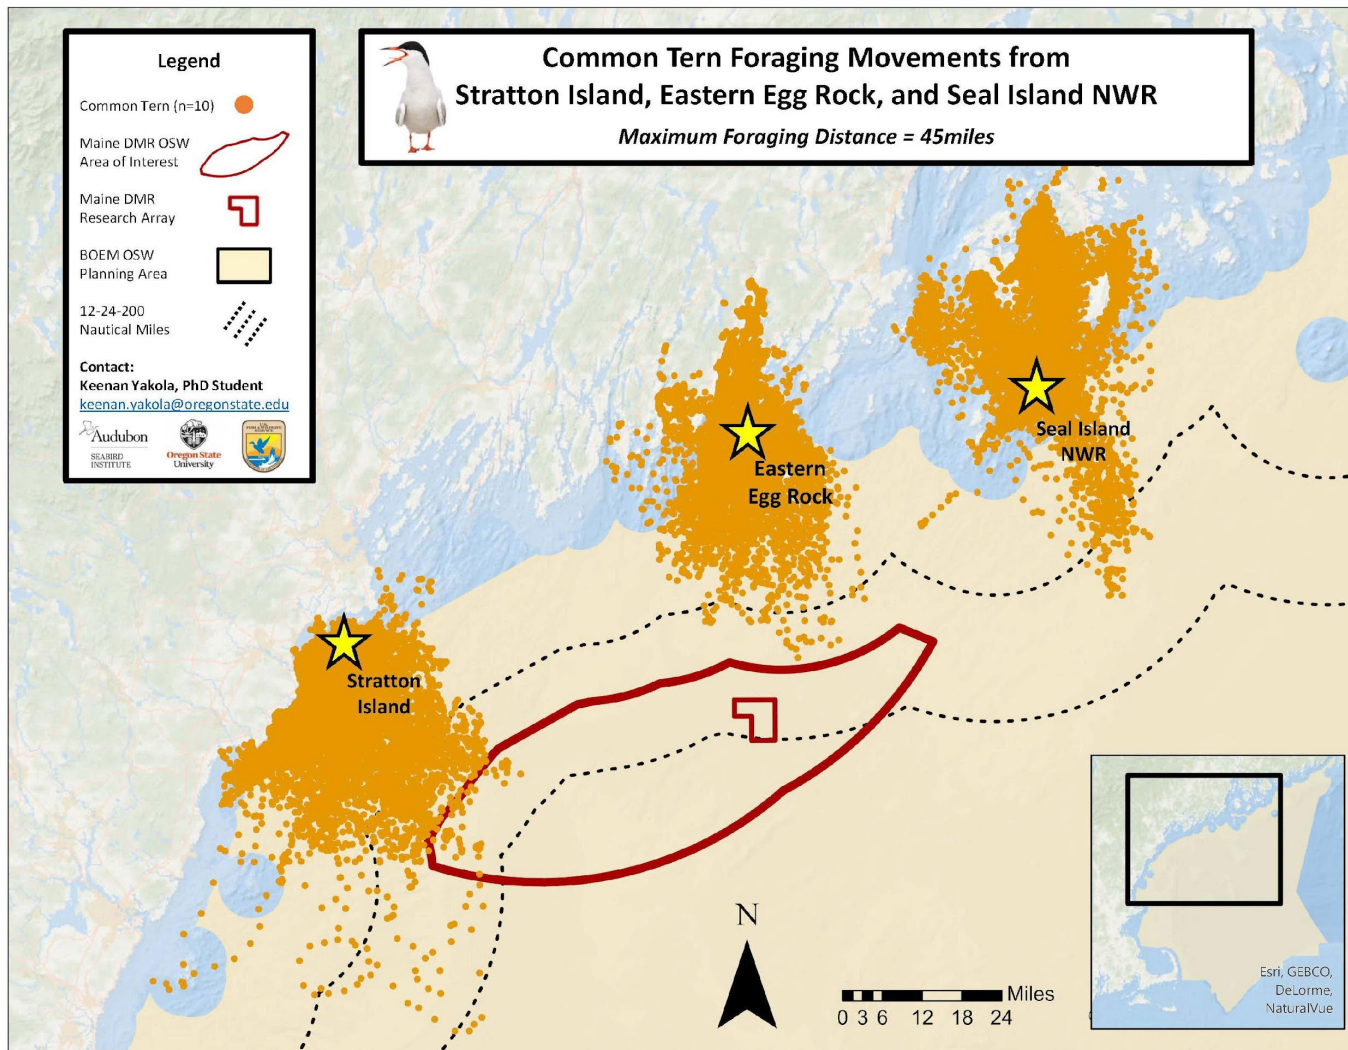 Common Tern Foraging Movements from
Stratton Island, Eastern Egg Rock, and Seal Island NWR
Maximum Foraging Distance = 45miles
Legend
Common Tern (n=10)
Maine DMR OSW
Area of Interest
Maine DMR
Research Array
BOEM OSW
Planning Area
12-24-200
Nautical Miles
Contact:
Keenan Yakola, PhD Student
keenan.yakola@oregonstate.edu
Audubon
SEABIRD
INSTITUTE
Oregon State
University
Seal Island
NWR
Eastern
Egg Rock
Stratton
Island
N
Miles
0 3 6 12 18 24
Esri, GEBCO,
DeLorme,
NaturalVue